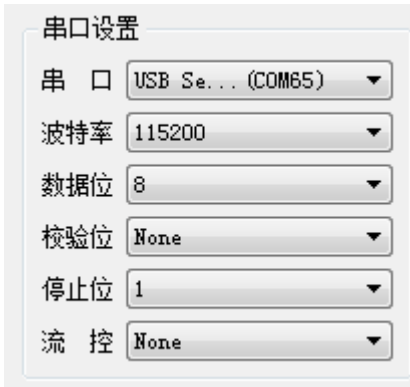 串口设置
串 口 USB Se... (COM65)
波特率 115200
数据位 8
校验位 None
停止位 1
流 控 None